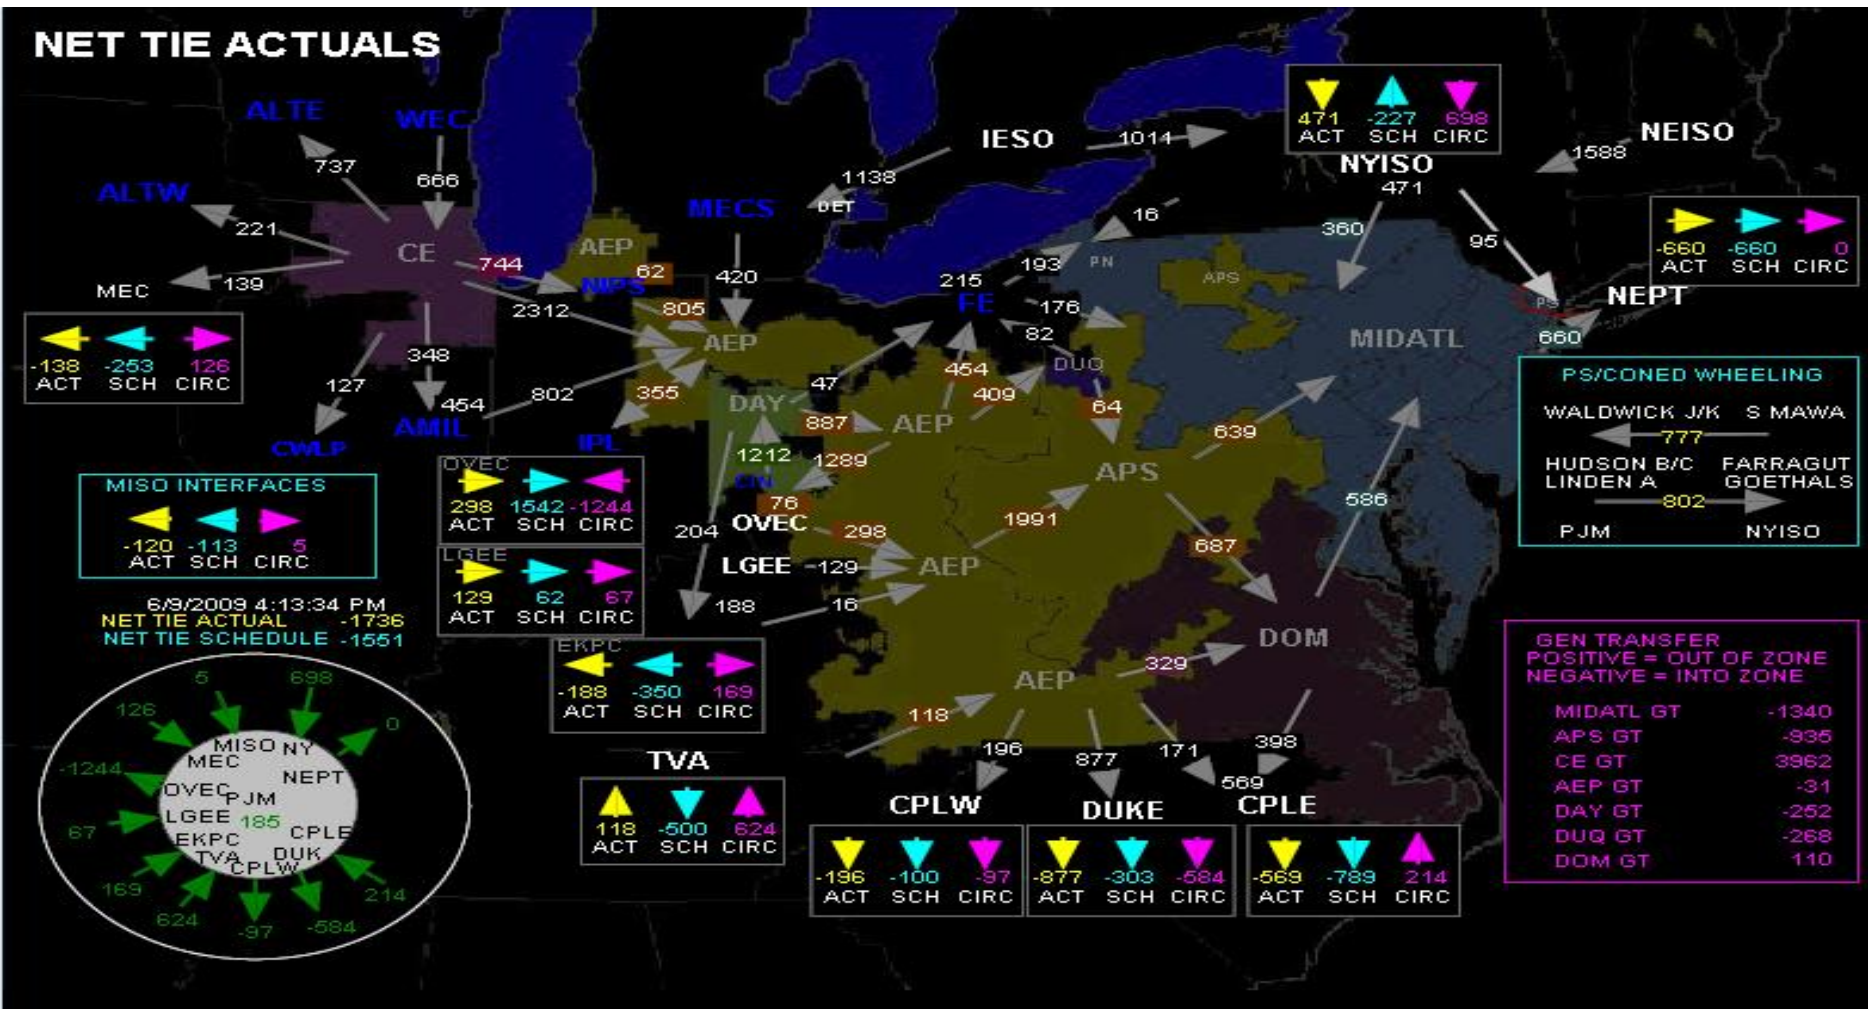 NET TIE ACTUALS
ALTE
WEC
737
666
ALTW
221
CE
MEC
139
-138 -253 126
ACT SCH CIRC
348
127
454
CWLP
AMIL
744
2312
802
AEP
62
NIPS
805
AEP
355
IPL
MECS
420
DET
1138
IESO
1014
471 -227 698
ACT SCH CIRC
NYISO
471
NEISO
1588
16
360
95
193
PN
215
FE
176
82
DUQ
APS
MIDATL
PS
NEPT
660
-660 -660 0
ACT SCH CIRC
47
DAY
887
AEP
454
409
64
1212
1289
CIN
76
OVEC
298
204
LGEE
129
AEP
188
16
1991
APS
639
687
586
DOM
329
AEP
118
196
877
171
398
569
OVEC
298 1542 -1244
ACT SCH CIRC
LGEE
129 62 67
ACT SCH CIRC
EKPC
-188 -350 169
ACT SCH CIRC
TVA
118 -500 624
ACT SCH CIRC
CPLW
-196 -100 -97
ACT SCH CIRC
DUKE
-877 -303 -584
ACT SCH CIRC
CPLE
-569 -789 214
ACT SCH CIRC
MISO INTERFACES
-120 -113 5
ACT SCH CIRC
6/9/2009 4:13:34 PM
NET TIE ACTUAL -1736
NET TIE SCHEDULE -1551
5 698
126 0
-1244
67
169
624
-97
-584
214
MISO NY
MEC
NEPT
OVEC
PJM
LGEE 185
CPLE
EKPC
TVA DUK
CPLW
PS/CONED WHEELING
WALDWICK J/K S MAWA
777
HUDSON B/C FARRAGUT
LINDEN A GOETHALS
802
PJM NYISO
GEN TRANSFER
POSITIVE = OUT OF ZONE
NEGATIVE = INTO ZONE
MIDATL GT -1340
APS GT -935
CE GT 3962
AEP GT -31
DAY GT -252
DUQ GT -268
DOM GT 110